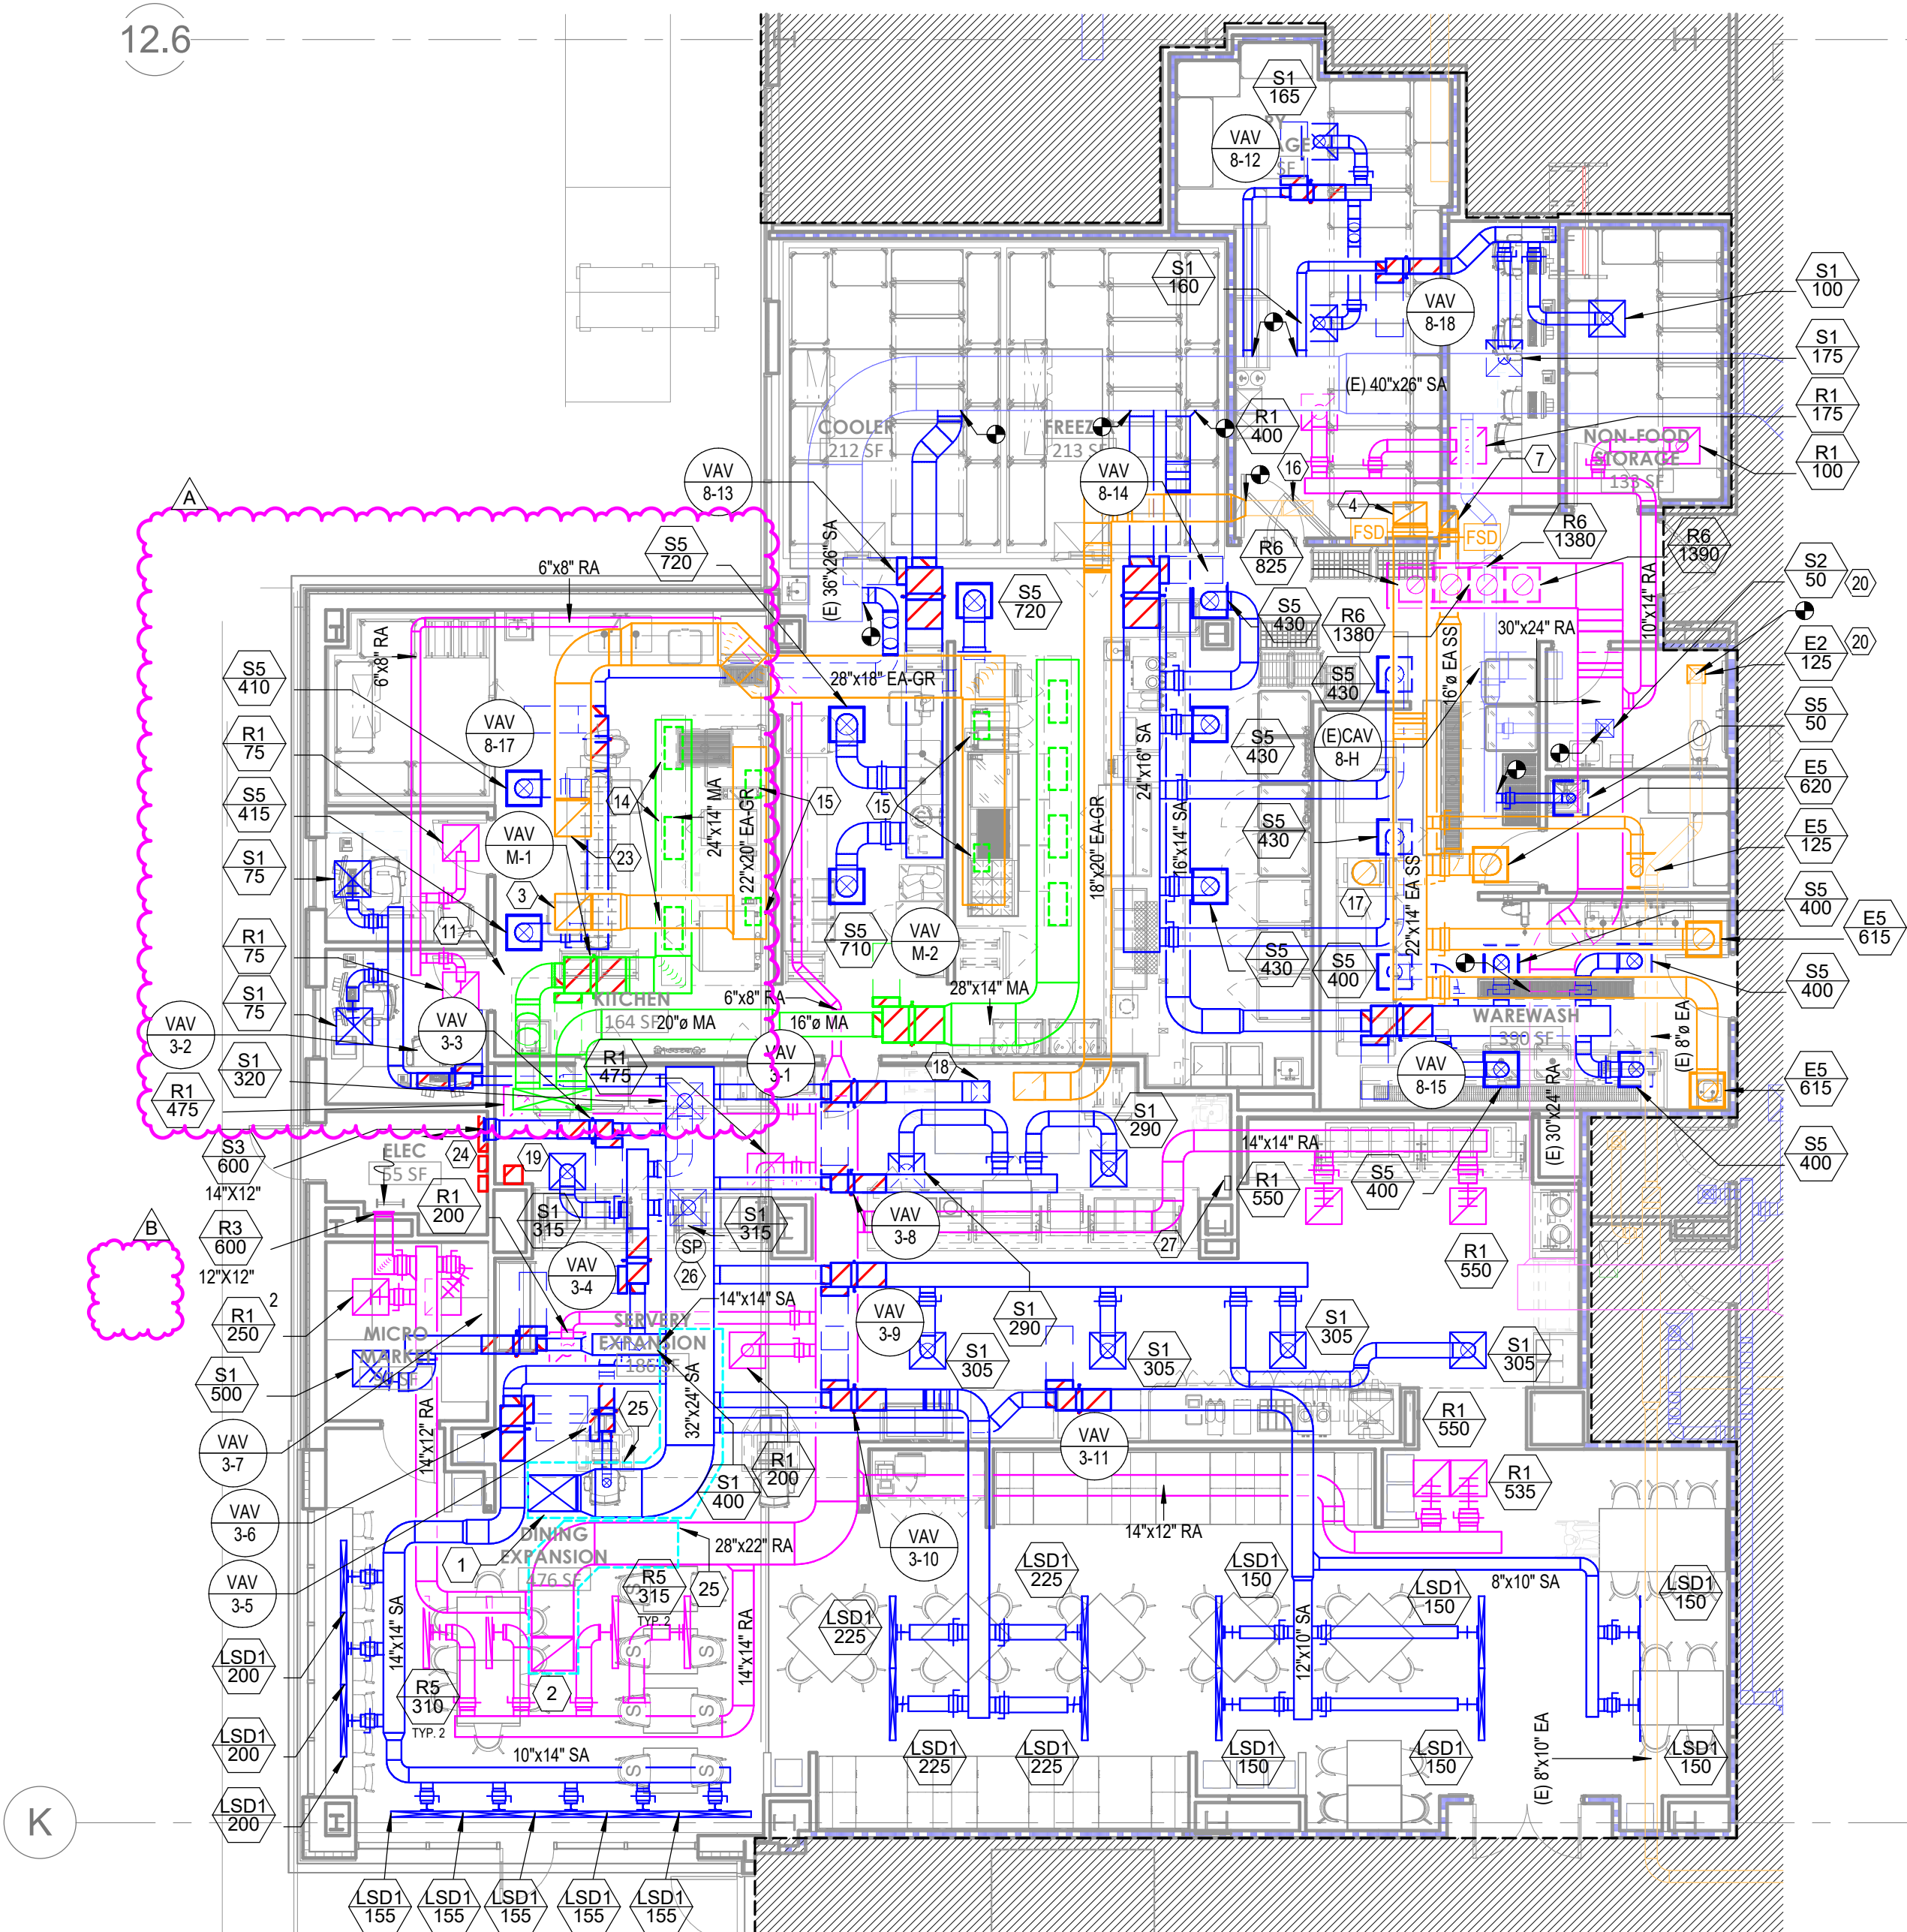 12.6
S1
165
VAV
8-12
AGE
SF
S1
160
VAV
8-18
S1
100
S1
175
(E) 40"x26" SA
R1
175
R1
400
COOLER
212 SF
213 SF
NON-FOOD
STORAGE
133 SF
R1
100
VAV
8-13
VAV
8-14
16
7
A
4
FSD
FSD
R6
1380
R6
1390
(E) 36"x26" SA
S5
720
6"x8" RA
R6
825
S2
50
20
S5
720
S5
430
R6
1380
10"x14" RA
30"x24" RA
E2
125
20
6"x8" RA
S5
410
28"x18" EA-GR
S5
430
16"ø EA SS
S5
50
VAV
8-17
R1
75
S5
430
(E)CAV
8-H
24"x16" SA
E5
620
S5
415
14
24"x14" MA
15
15
S5
430
16"x14" SA
E5
125
VAV
M-1
23
22"x20" EA-GR
18"x20" EA-GR
S1
75
3
17
22"x14" EA SS
S5
400
E5
615
R1
75
11
S5
710
VAV
M-2
S5
430
S5
400
S5
400
S1
75
KITCHEN
164 SF
6"x8" RA
28"x14" MA
WAREWASH
390 SF
(E) 8"ø EA
VAV
3-2
VAV
3-3
20"ø MA
16"ø MA
S1
320
R1
475
VAV
3-1
18
VAV
8-15
E5
615
R1
475
S1
290
(E) 30"x24" RA
S3
600
14"X12"
24
ELEC
55 SF
19
14"x14" RA
S5
400
S5
400
R1
200
R1
550
R3
600
12"X12"
B
S1
315
S1
315
SP
26
VAV
3-8
27
R1
550
VAV
3-4
R1
250
2
14"x14" SA
SERVERY
EXPANSION
186 SF
VAV
3-9
S1
290
S1
305
MICRO
MARKET
SF
S1
305
S1
305
S1
305
S1
500
32"x24" SA
25
VAV
3-7
14"x12" RA
R1
200
S1
400
VAV
3-11
R1
550
R1
535
VAV
3-6
DINING
EXPANSION
476 SF
28"x22" RA
VAV
3-10
14"x12" RA
1
VAV
3-5
R5
315
TYP. 2
25
LSD1
225
LSD1
150
8"x10" SA
LSD1
150
LSD1
150
LSD1
225
14"x14" SA
14"x14" RA
12"x10" SA
LSD1
200
R5
310
TYP. 2
2
S
S
S
S
S
S
S
LSD1
200
10"x14" SA
LSD1
225
LSD1
225
LSD1
150
LSD1
150
(E) 8"x10" EA
LSD1
150
LSD1
200
K
LSD1
155
LSD1
155
LSD1
155
LSD1
155
LSD1
155